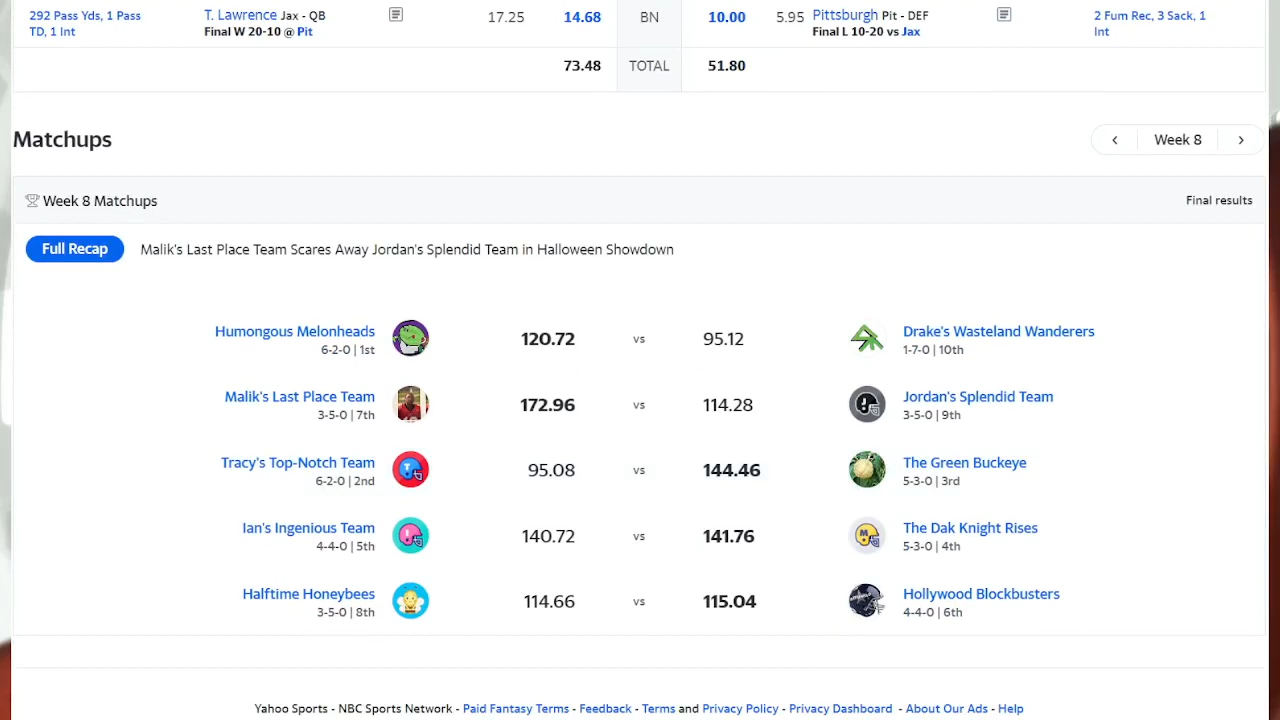 292 Pass Yds, 1 Pass TD, 1 Int
T. Lawrence Jax - QB
Final W 20-10 @ Pit
17.25 14.68 BN 10.00 5.95
Pittsburgh Pit - DEF
Final L 10-20 vs Jax
2 Fum Rec, 3 Sack, 1 Int
73.48 TOTAL 51.80
Matchups
‹ Week 8 ›
Week 8 Matchups
Final results
Full Recap Malik's Last Place Team Scares Away Jordan's Splendid Team in Halloween Showdown
Humongous Melonheads
6-2-0 | 1st
120.72 vs 95.12
Drake's Wasteland Wanderers
1-7-0 | 10th
Malik's Last Place Team
3-5-0 | 7th
172.96 vs 114.28
Jordan's Splendid Team
3-5-0 | 9th
Tracy's Top-Notch Team
6-2-0 | 2nd
95.08 vs 144.46
The Green Buckeye
5-3-0 | 3rd
Ian's Ingenious Team
4-4-0 | 5th
140.72 vs 141.76
The Dak Knight Rises
5-3-0 | 4th
Halftime Honeybees
3-5-0 | 8th
114.66 vs 115.04
Hollywood Blockbusters
4-4-0 | 6th
Yahoo Sports - NBC Sports Network - Paid Fantasy Terms - Feedback - Terms and Privacy Policy - Privacy Dashboard - About Our Ads - Help